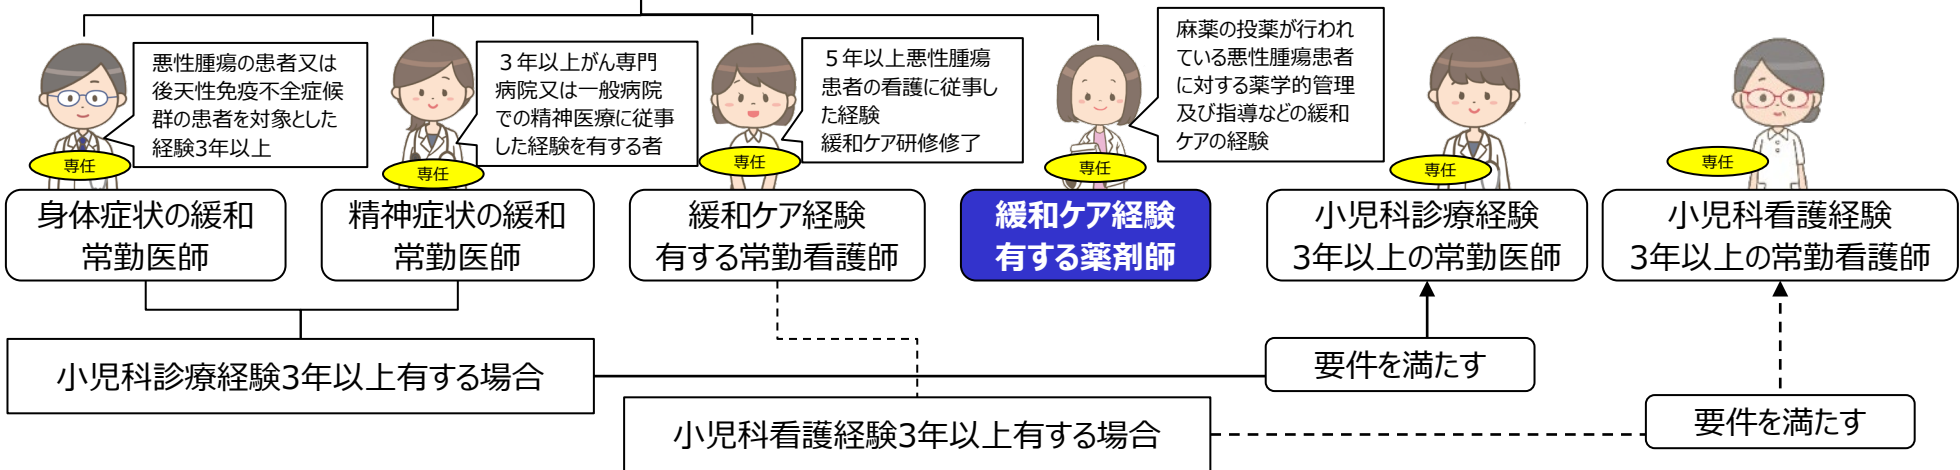 悪性腫瘍の患者又は
後天性免疫不全症候
群の患者を対象とした
経験3年以上
専任
身体症状の緩和
常勤医師
３年以上がん専門
病院又は一般病院
での精神医療に従事
した経験を有する者
専任
精神症状の緩和
常勤医師
５年以上悪性腫瘍
患者の看護に従事し
た経験
緩和ケア研修修了
専任
緩和ケア経験
有する常勤看護師
麻薬の投薬が行われ
ている悪性腫瘍患者
に対する薬学的管理
及び指導などの緩和
ケアの経験
専任
緩和ケア経験
有する薬剤師
専任
小児科診療経験
3年以上の常勤医師
専任
小児科看護経験
3年以上の常勤看護師
小児科診療経験3年以上有する場合
要件を満たす
小児科看護経験3年以上有する場合
要件を満たす